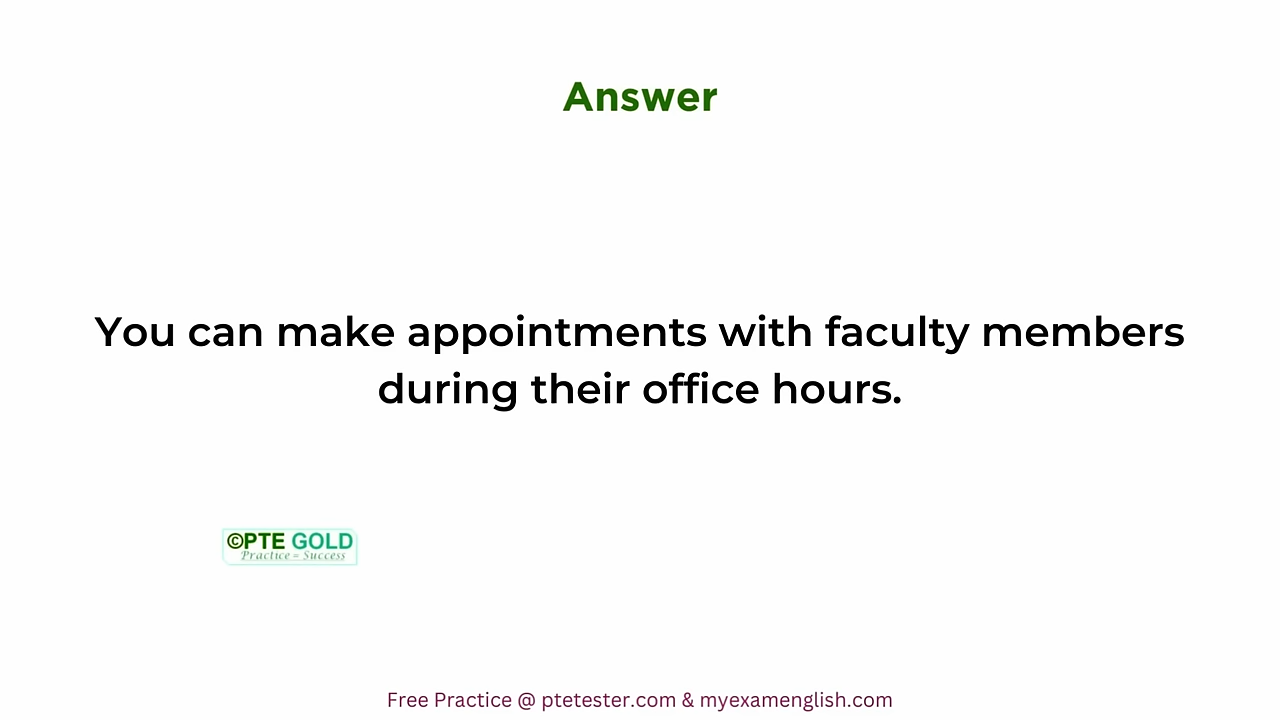 Answer
You can make appointments with faculty members
during their office hours.
©PTE GOLD
Practice = Success
Free Practice @ ptetester.com & myexamenglish.com